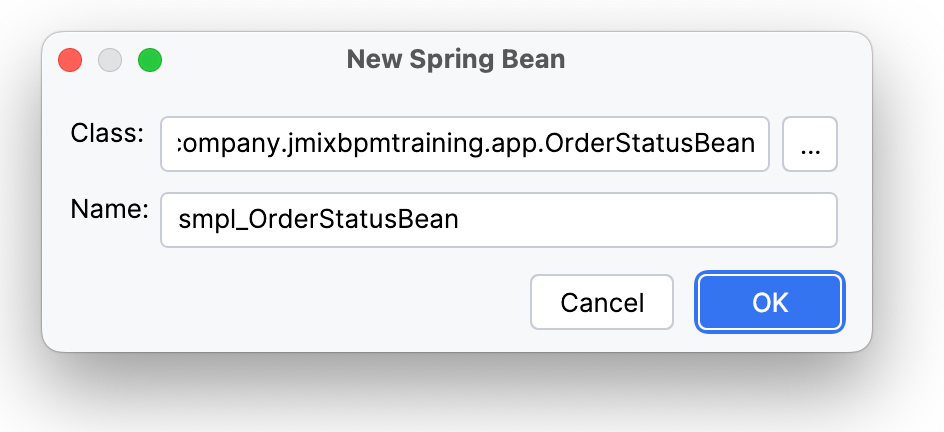 New Spring Bean
Class: :ompany.jmixbpmtraining.app.OrderStatusBean ...
Name: smpl_OrderStatusBean
Cancel OK